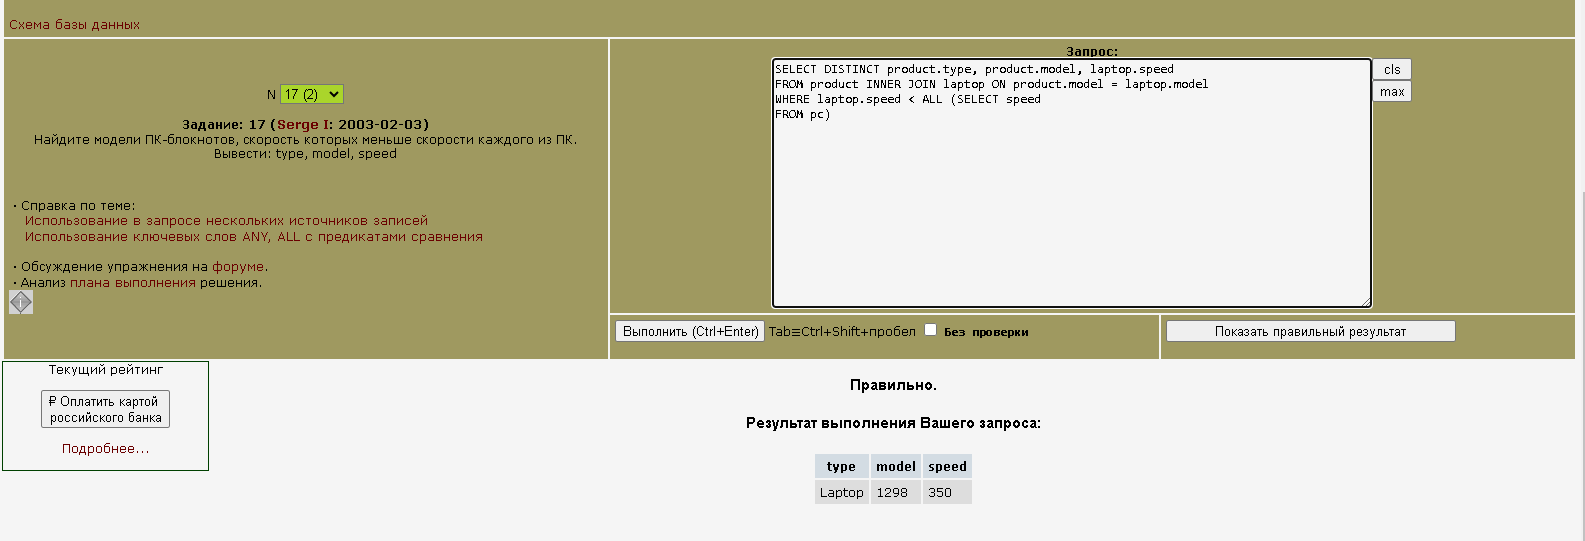 Схема базы данных
N 17 (2)
Задание: 17 (Serge I: 2003-02-03)
Найдите модели ПК-блокнотов, скорость которых меньше скорости каждого из ПК.
Вывести: type, model, speed
· Справка по теме:
Использование в запросе нескольких источников записей
Использование ключевых слов ANY, ALL с предикатами сравнения
· Обсуждение упражнения на форуме.
· Анализ плана выполнения решения.
Запрос:
SELECT DISTINCT product.type, product.model, laptop.speed
FROM product INNER JOIN laptop ON product.model = laptop.model
WHERE laptop.speed < ALL (SELECT speed
FROM pc)
cls
max
Выполнить (Ctrl+Enter) Tab≡Ctrl+Shift+пробел Без проверки
Показать правильный результат
Текущий рейтинг
₽ Оплатить картой
российского банка
Подробнее...
Правильно.
Результат выполнения Вашего запроса:
type model speed
Laptop 1298 350